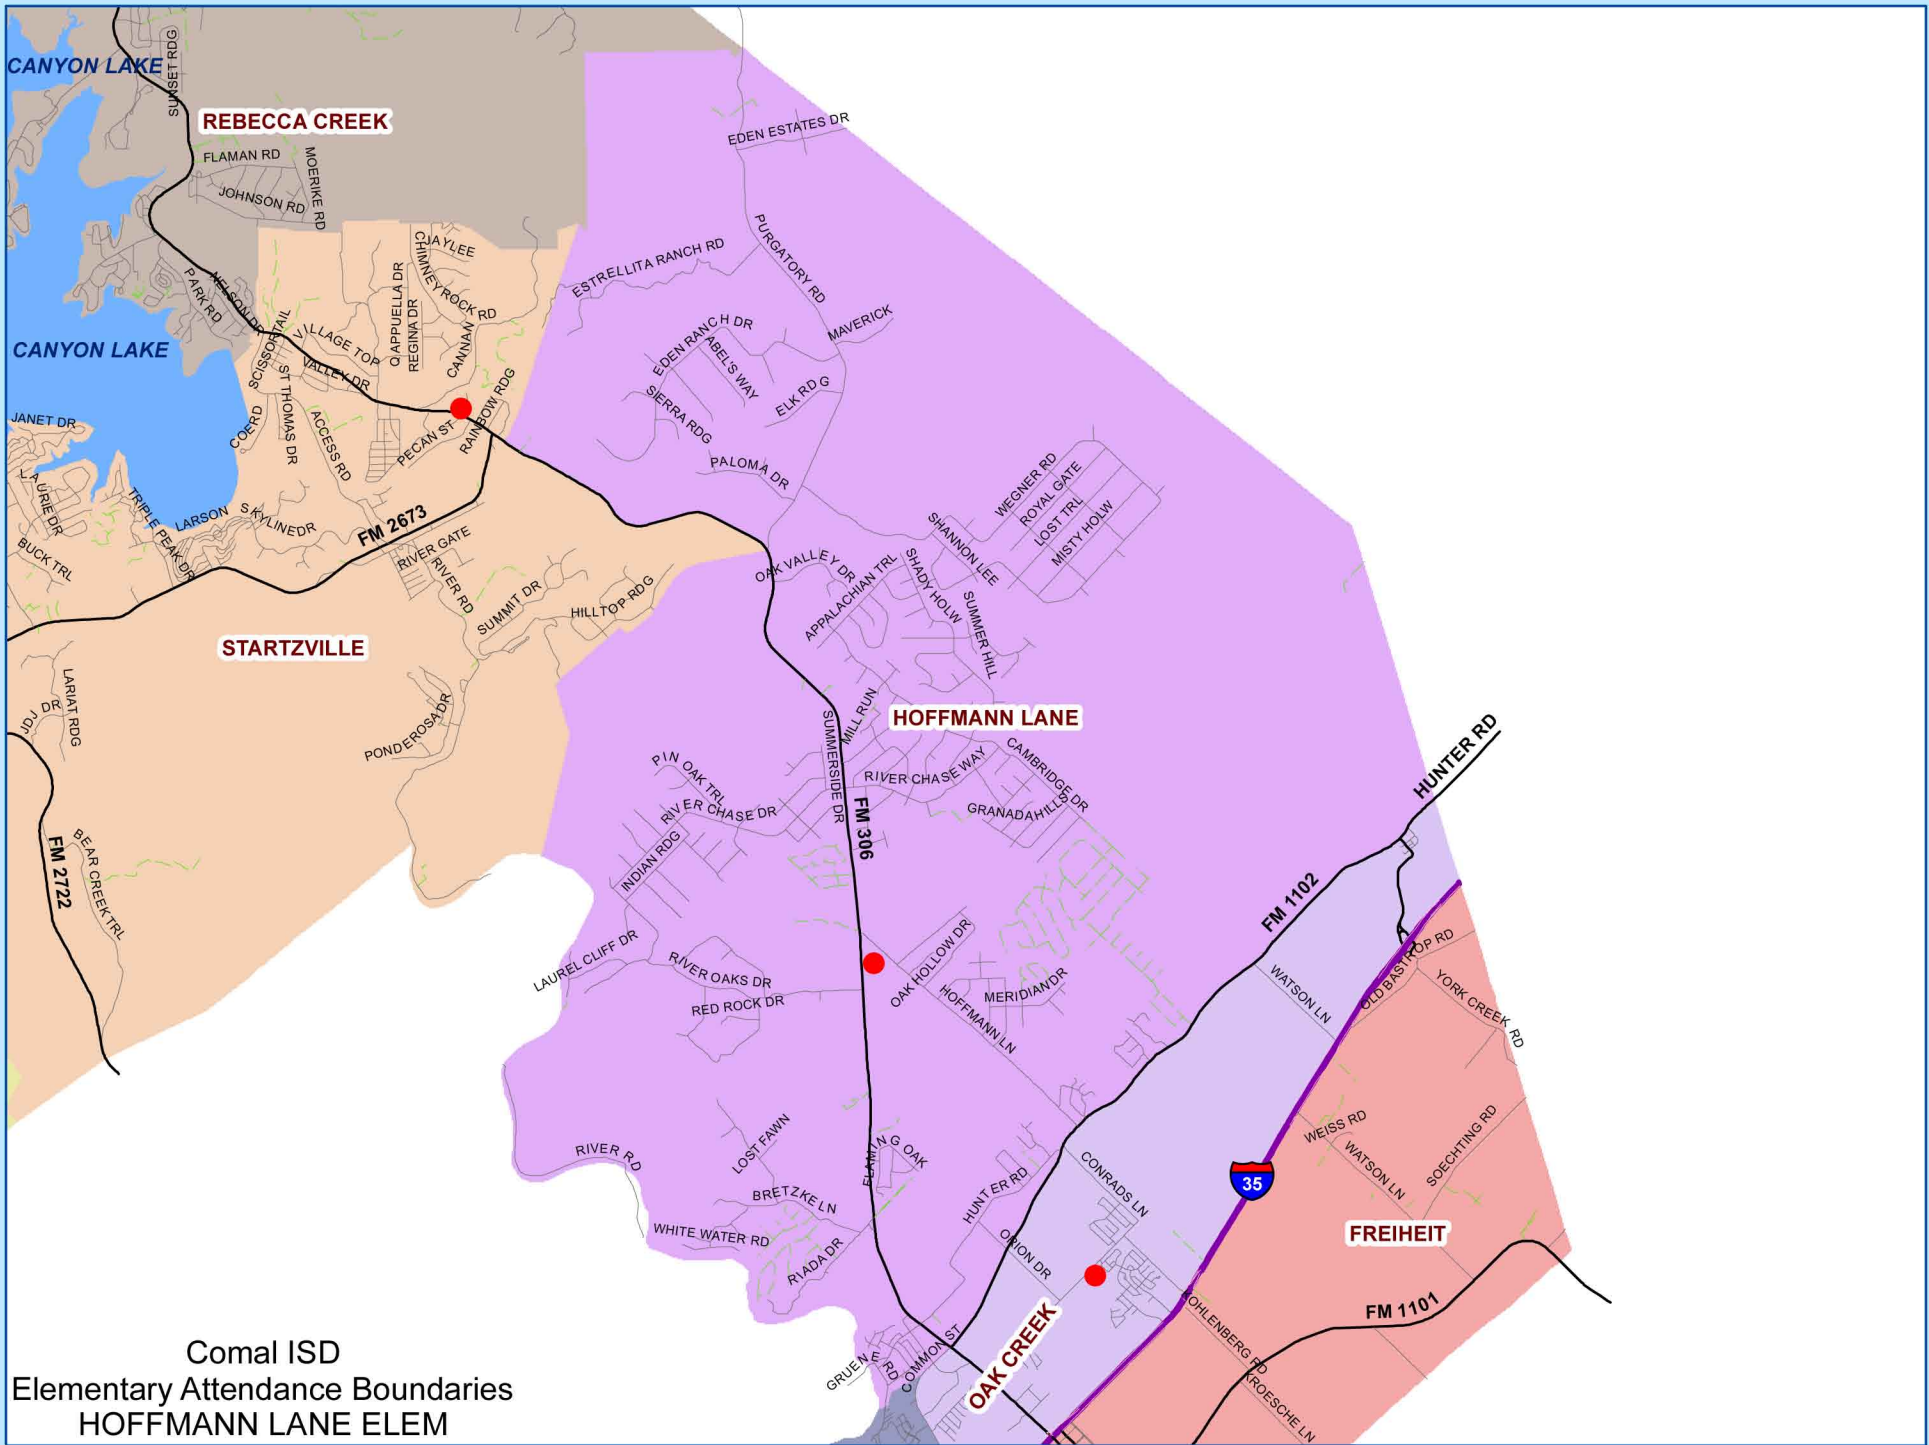 CANYON LAKE
SUNSET RDG
REBECCA CREEK
EDEN ESTATES DR
FLAMAN RD
MOERIKE RD
JOHNSON RD
PURGATORY RD
JAYLEE
CHIMNEY ROCK RD
ESTRELLITA RANCH RD
PARK RD
NELSON DR
QAPPUELLA DR
REGINA DR
CANNAN
MAVERICK
CANYON LAKE
SCISSORTAIL
VILLAGE TOP
VALLEY DR
EDEN RANCH DR
ABEL'S WAY
ELK RDG
SIERRA RDG
RAINBOW RDG
PECAN ST
JANET DR
COERD
ST THOMAS DR
ACCESS RD
PALOMA DR
LAURIE DR
TRIPLE PEAK DR
LARSON
SKYLINE DR
FM 2673
WEGNER RD
ROYAL GATE
LOST TRL
MISTY HOLW
SHANNON LEE
BUCK TRL
RIVER GATE
RIVER RD
SUMMIT DR
HILLTOP RDG
OAK VALLEY DR
APPALACHIAN TRL
SHADY HOLW
SUMMER HILL
STARTZVILLE
LARIAT RDG
JDJ DR
PONDEROSA DR
HOFFMANN LANE
MILL RUN
SUMMERSIDE DR
PIN OAK TRL
RIVER CHASE DR
RIVER CHASE WAY
CAMBRIDGE DR
GRANADA HILLS
HUNTER RD
FM 306
INDIAN RDG
FM 2722
BEAR CREEK TRL
FM 1102
LAUREL CLIFF DR
RIVER OAKS DR
RED ROCK DR
OAK HOLLOW DR
HOFFMANN LN
MERIDIAN DR
WATSON LN
OLD BASTROP RD
YORK CREEK RD
RIVER RD
LOST FAWN
FLAMING OAK
BRETZKE LN
WHITE WATER RD
RIADA DR
HUNTER RD
ORION DR
CONRADS LN
35
WEISS RD
WATSON LN
SOECHTING RD
FREIHEIT
KOHLENBERG RD
FM 1101
KROESCHE LN
GRUENE RD
COMMON ST
OAK CREEK
Comal ISD
Elementary Attendance Boundaries
HOFFMANN LANE ELEM